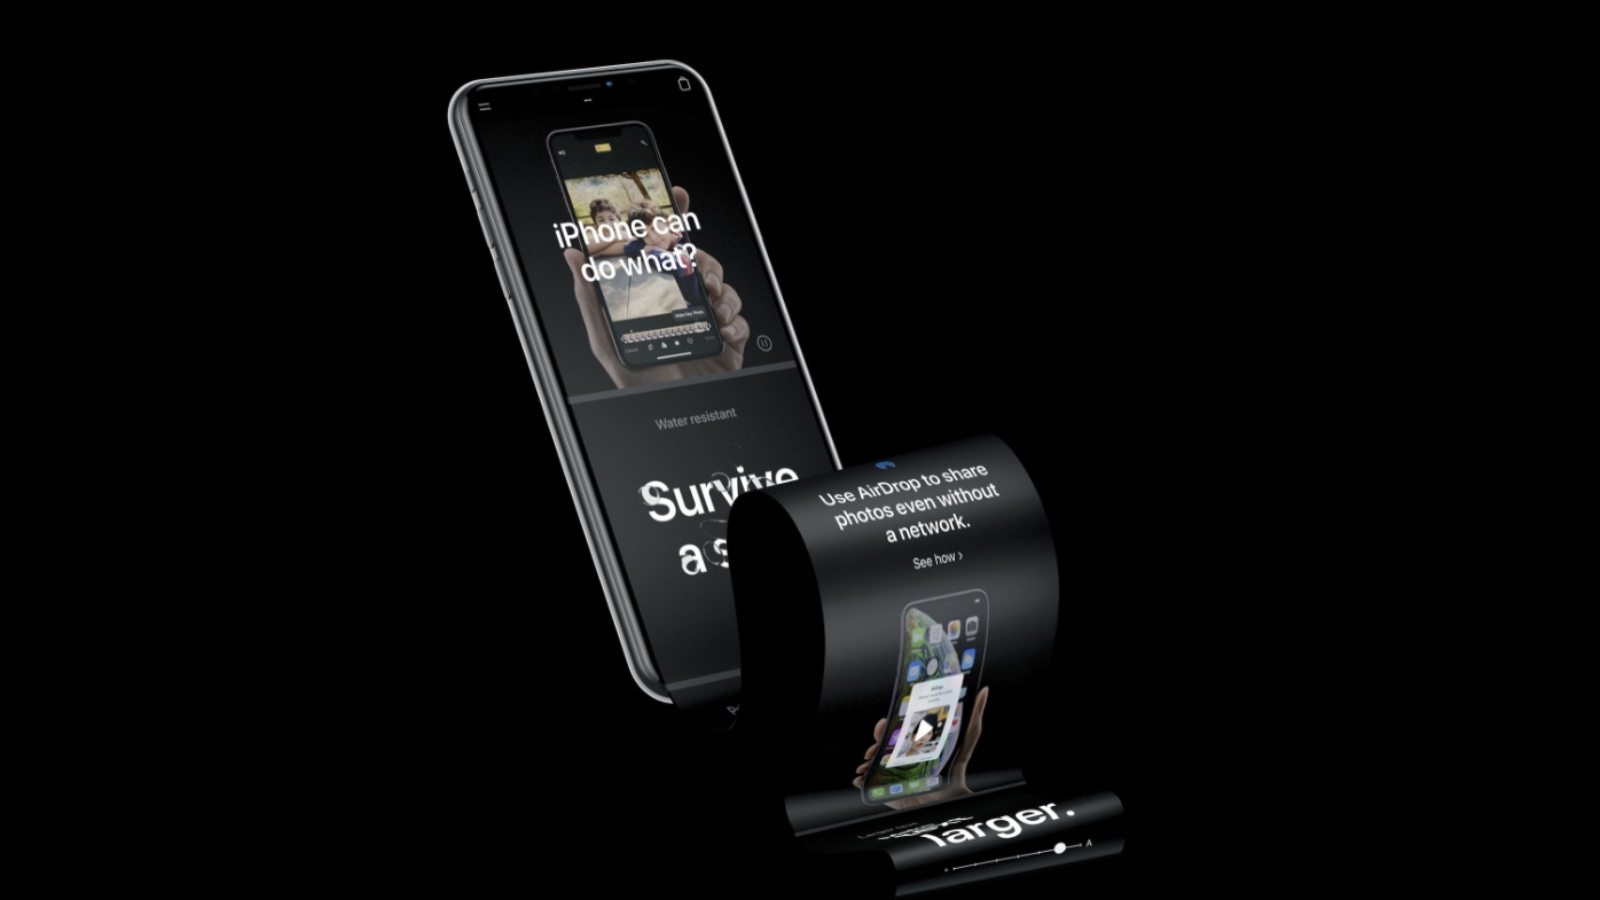 iPhone can
do what?
Water resistant
Survive
a
Use AirDrop to share
photos even without
a network.
See how ›
larger.
A